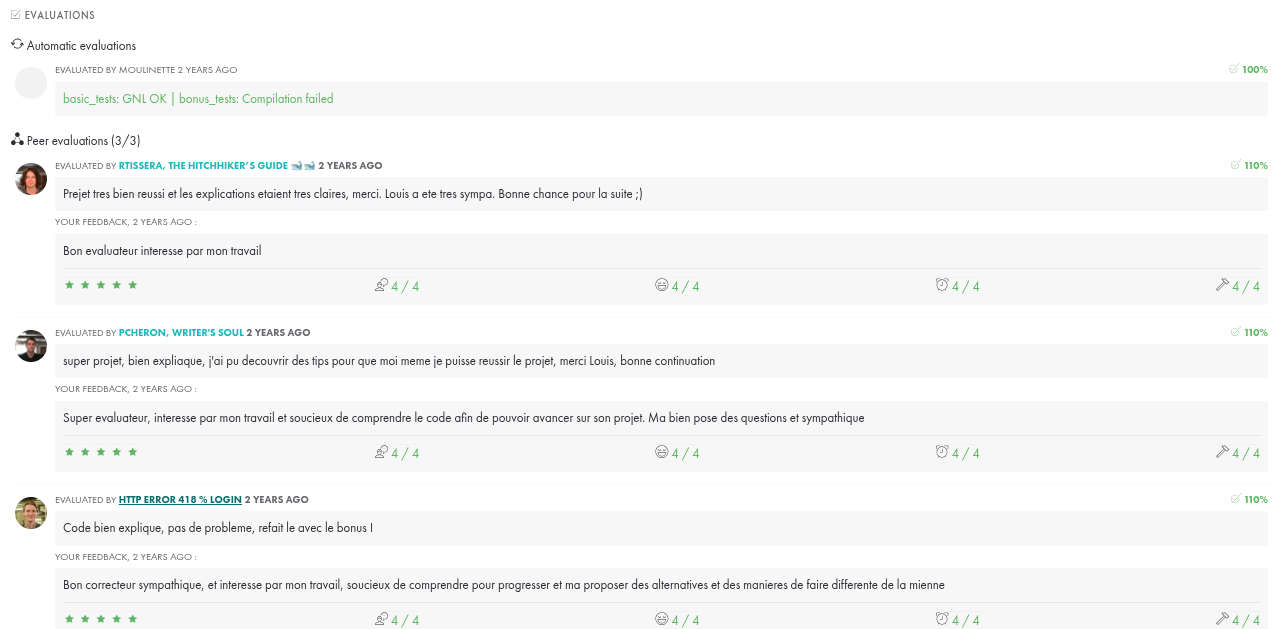 EVALUATIONS
Automatic evaluations
EVALUATED BY MOULINETTE 2 YEARS AGO
100%
basic_tests: GNL OK | bonus_tests: Compilation failed
Peer evaluations (3/3)
EVALUATED BY RTISSERA, THE HITCHHIKER'S GUIDE 🐋🐋 2 YEARS AGO
110%
Prejet tres bien reussi et les explications etaient tres claires, merci. Louis a ete tres sympa. Bonne chance pour la suite ;)
YOUR FEEDBACK, 2 YEARS AGO :
Bon evaluateur interesse par mon travail
★ ★ ★ ★ ★ 4 / 4 4 / 4 4 / 4 4 / 4
EVALUATED BY PCHERON, WRITER'S SOUL 2 YEARS AGO
110%
super projet, bien expliaque, j'ai pu decouvrir des tips pour que moi meme je puisse reussir le projet, merci Louis, bonne continuation
YOUR FEEDBACK, 2 YEARS AGO :
Super evaluateur, interesse par mon travail et soucieux de comprendre le code afin de pouvoir avancer sur son projet. Ma bien pose des questions et sympathique
★ ★ ★ ★ ★ 4 / 4 4 / 4 4 / 4 4 / 4
EVALUATED BY HTTP ERROR 418 % LOGIN 2 YEARS AGO
110%
Code bien explique, pas de probleme, refait le avec le bonus !
YOUR FEEDBACK, 2 YEARS AGO :
Bon correcteur sympathique, et interesse par mon travail, soucieux de comprendre pour progresser et ma proposer des alternatives et des manieres de faire differente de la mienne
★ ★ ★ ★ ★ 4 / 4 4 / 4 4 / 4 4 / 4